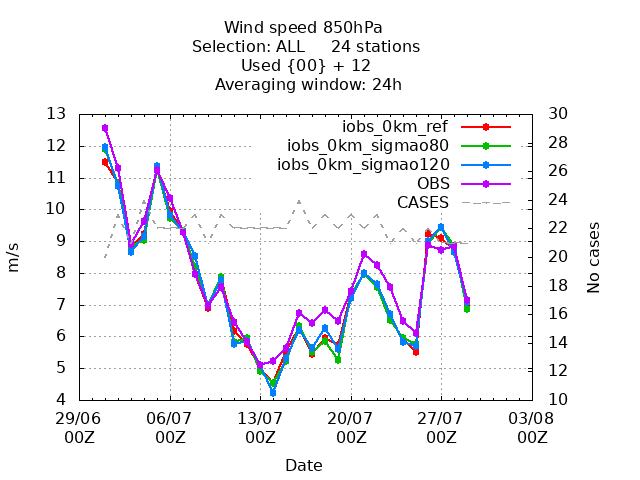 Wind speed 850hPa
Selection: ALL     24 stations
Used {00} + 12
Averaging window: 24h
13
12
11
10
9
8
7
6
5
4
m/s
30
28
26
24
22
20
18
16
14
12
10
No cases
iobs_0km_ref
iobs_0km_sigmao80
iobs_0km_sigmao120
OBS
CASES
29/06 06/07 13/07 20/07 27/07 03/08
00Z 00Z 00Z 00Z 00Z 00Z
Date